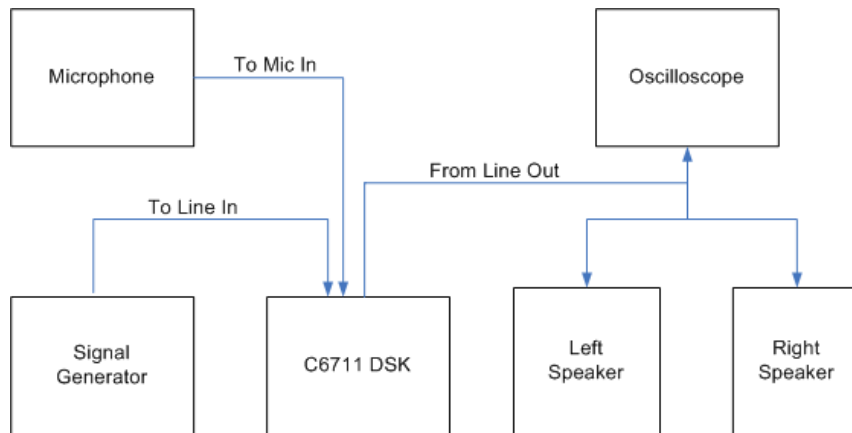 Microphone
To Mic In
Oscilloscope
From Line Out
To Line In
Signal
Generator
C6711 DSK
Left
Speaker
Right
Speaker